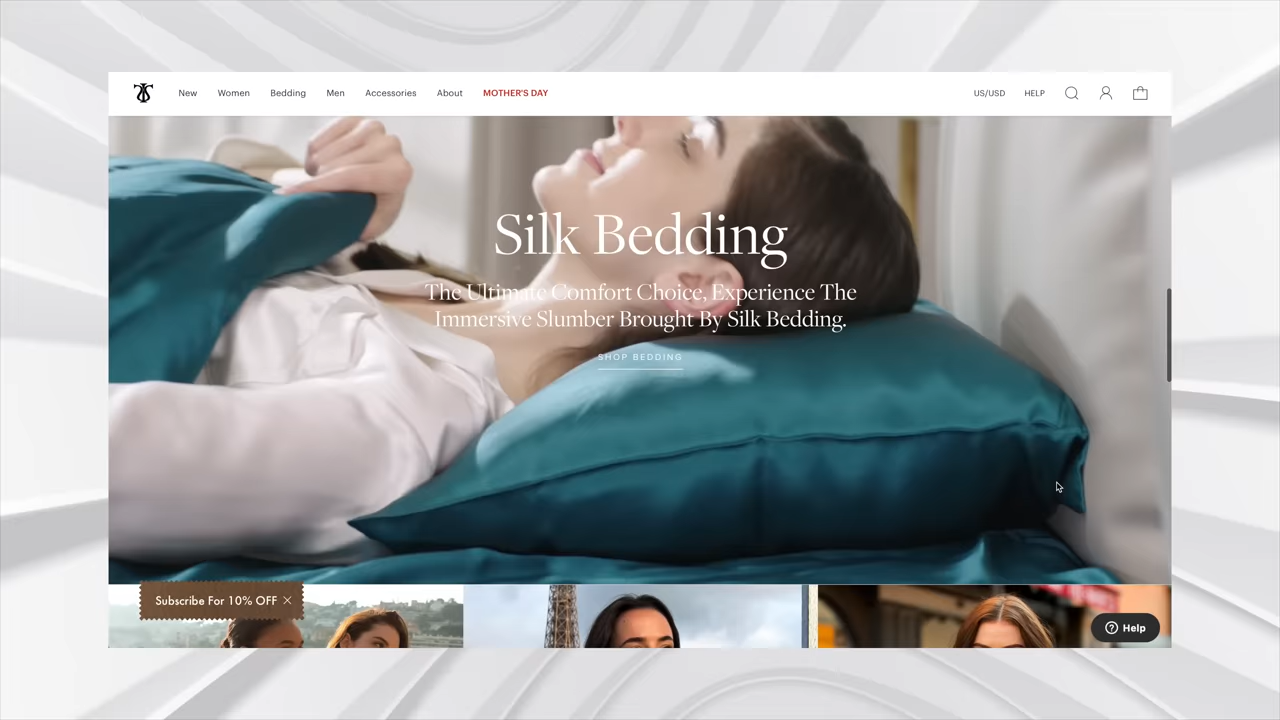 New Women Bedding Men Accessories About MOTHER'S DAY US/USD HELP
Silk Bedding
The Ultimate Comfort Choice, Experience The
Immersive Slumber Brought By Silk Bedding.
SHOP BEDDING
Subscribe For 10% OFF
Help